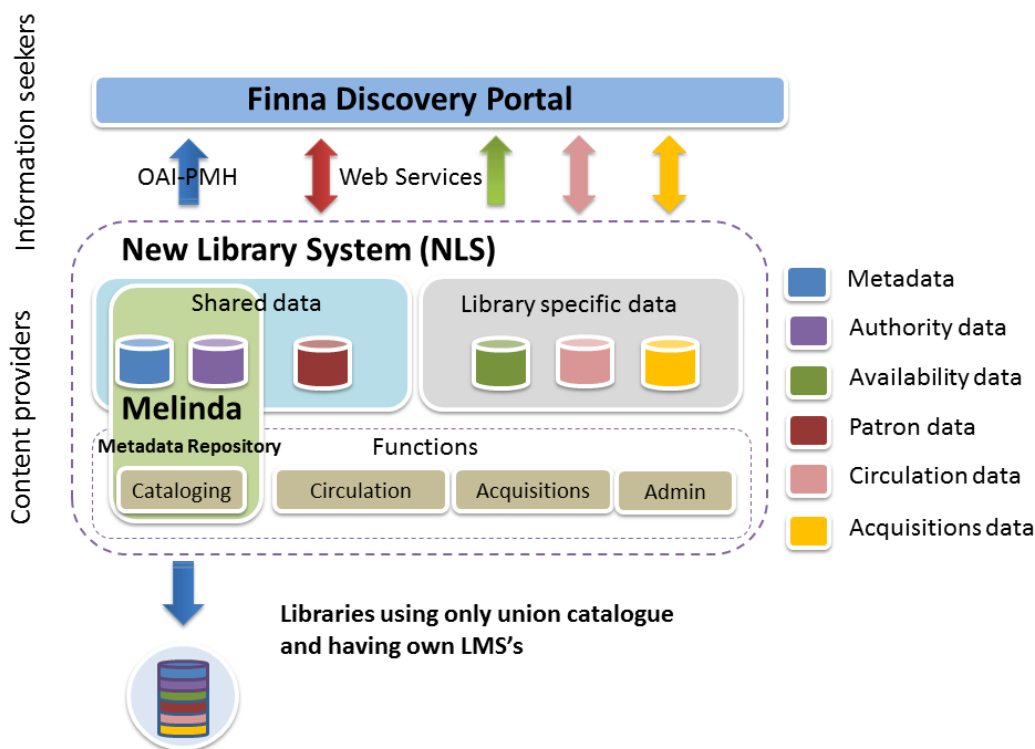 Information seekers
Finna Discovery Portal
OAI-PMH
Web Services
Content providers
New Library System (NLS)
Shared data
Library specific data
Melinda
Metadata Repository
Functions
Cataloging
Circulation
Acquisitions
Admin
Metadata
Authority data
Availability data
Patron data
Circulation data
Acquisitions data
Libraries using only union catalogue
and having own LMS's